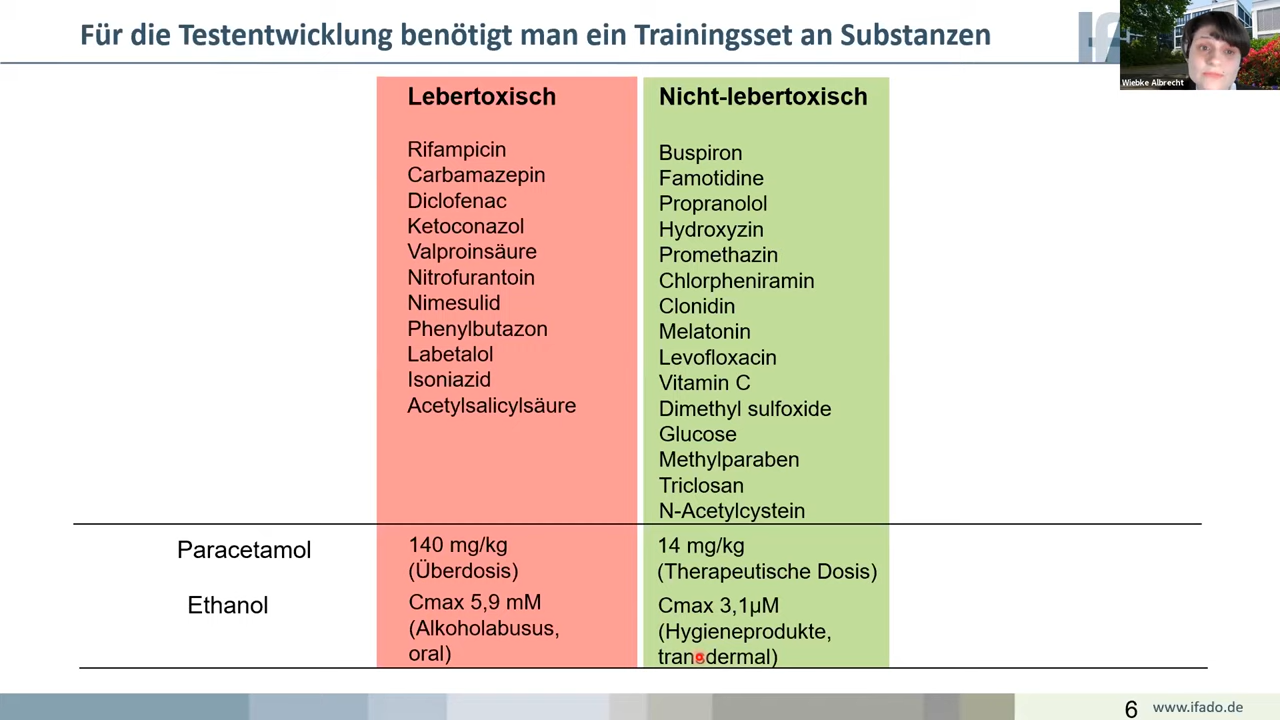 Für die Testentwicklung benötigt man ein Trainingsset an Substanzen
Wiebke Albrecht
Lebertoxisch
Rifampicin
Carbamazepin
Diclofenac
Ketoconazol
Valproinsäure
Nitrofurantoin
Nimesulid
Phenylbutazon
Labetalol
Isoniazid
Acetylsalicylsäure
Nicht-lebertoxisch
Buspiron
Famotidine
Propranolol
Hydroxyzin
Promethazin
Chlorpheniramin
Clonidin
Melatonin
Levofloxacin
Vitamin C
Dimethyl sulfoxide
Glucose
Methylparaben
Triclosan
N-Acetylcystein
Paracetamol
140 mg/kg
(Überdosis)
14 mg/kg
(Therapeutische Dosis)
Ethanol
Cmax 5,9 mM
(Alkoholabusus,
oral)
Cmax 3,1µM
(Hygieneprodukte,
transdermal)
6 www.ifado.de